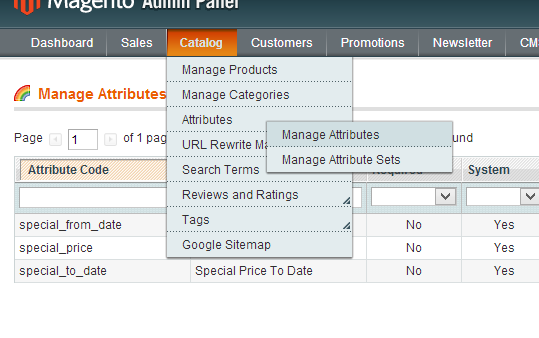 Magento Admin Panel
Dashboard Sales Catalog Customers Promotions Newsletter
Manage Products
Manage Attributes
Manage Categories
Attributes
Page 1 of 1
Manage Attributes
URL Rewrite
Manage Attribute Sets
Attribute Code Search Terms System
Reviews and Ratings
special_from_date Tags No Yes
special_price Google Sitemap No Yes
special_to_date Special Price To Date No Yes